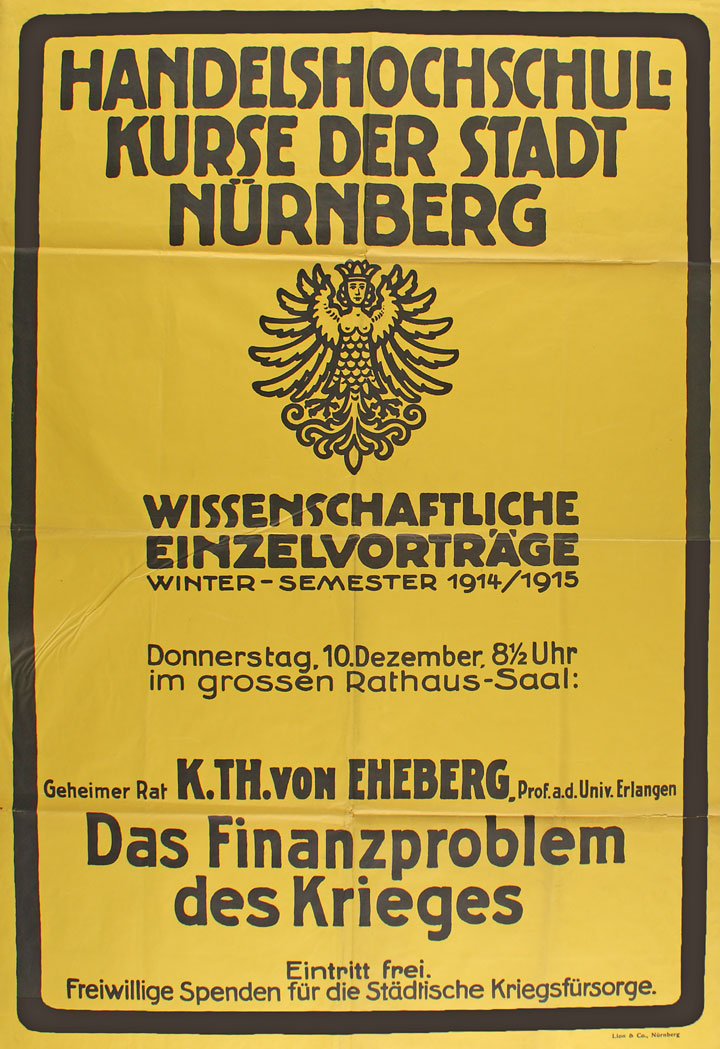 HANDELSHOCHSCHUL-
KURSE DER STADT
NÜRNBERG
WISSENSCHAFTLICHE
EINZELVORTRÄGE
WINTER-SEMESTER 1914/1915
Donnerstag, 10. Dezember, 8½ Uhr
im grossen Rathaus-Saal:
Geheimer Rat K.TH. VON EHEBERG, Prof. a.d. Univ. Erlangen
Das Finanzproblem
des Krieges
Eintritt frei.
Freiwillige Spenden für die Städtische Kriegsfürsorge.
Lion & Co., Nürnberg